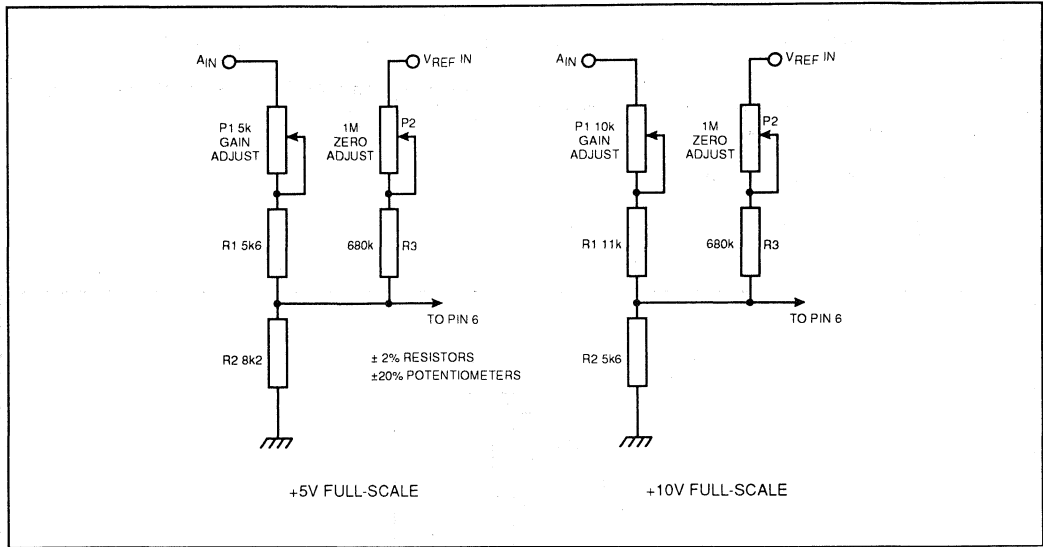 AIN
VREF IN
P1 5k
GAIN
ADJUST
1M
ZERO
ADJUST
P2
R1 5k6
680k
R3
TO PIN 6
R2 8k2
± 2% RESISTORS
±20% POTENTIOMETERS
+5V FULL-SCALE
AIN
VREF IN
P1 10k
GAIN
ADJUST
1M
ZERO
ADJUST
P2
R1 11k
680k
R3
TO PIN 6
R2 5k6
+10V FULL-SCALE